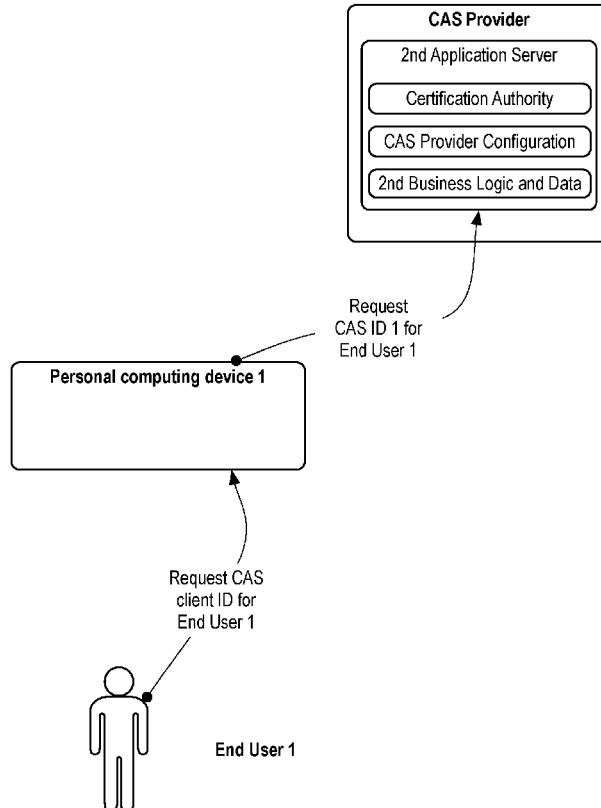 CAS Provider
2nd Application Server
Certification Authority
CAS Provider Configuration
2nd Business Logic and Data
Request
CAS ID 1 for
End User 1
Personal computing device 1
Request CAS
client ID for
End User 1
End User 1